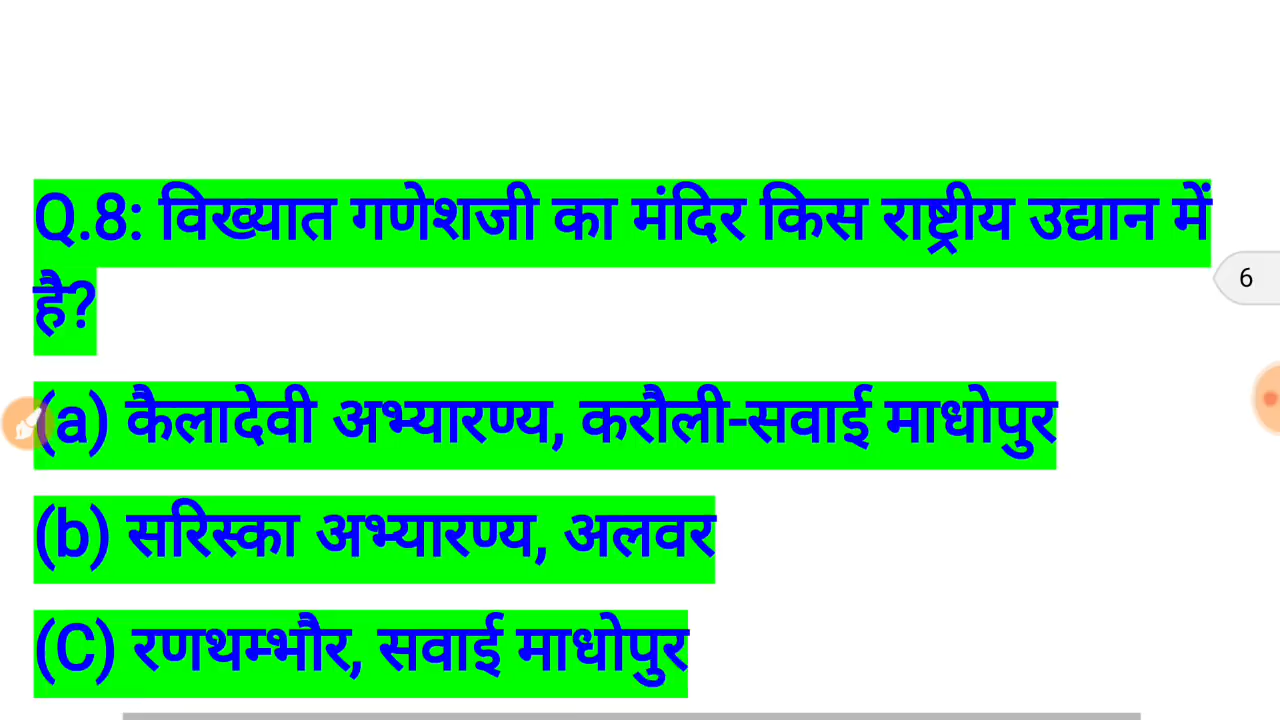 Q.8: विख्यात गणेशजी का मंदिर किस राष्ट्रीय उद्यान में
है?
6
(a) कैलादेवी अभ्यारण्य, करौली-सवाई माधोपुर
(b) सरिस्का अभ्यारण्य, अलवर
(C) रणथम्भौर, सवाई माधोपुर